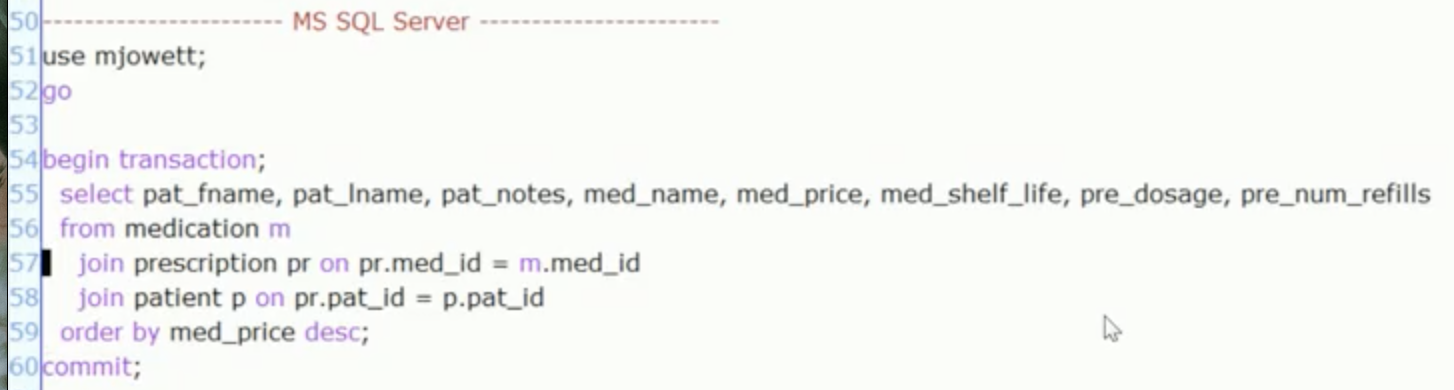 50----------------------- MS SQL Server -----------------------
51use mjowett;
52go
53
54begin transaction;
55  select pat_fname, pat_lname, pat_notes, med_name, med_price, med_shelf_life, pre_dosage, pre_num_refills
56  from medication m
57    join prescription pr on pr.med_id = m.med_id
58    join patient p on pr.pat_id = p.pat_id
59  order by med_price desc;
60commit;